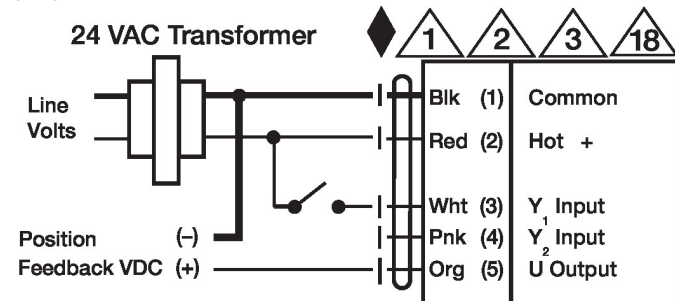 24 VAC Transformer
1 2 3 18
Line
Volts
Blk (1) Common
Red (2) Hot +
Wht (3) Y1 Input
Pnk (4) Y2 Input
Org (5) U Output
Position (-)
Feedback VDC (+)